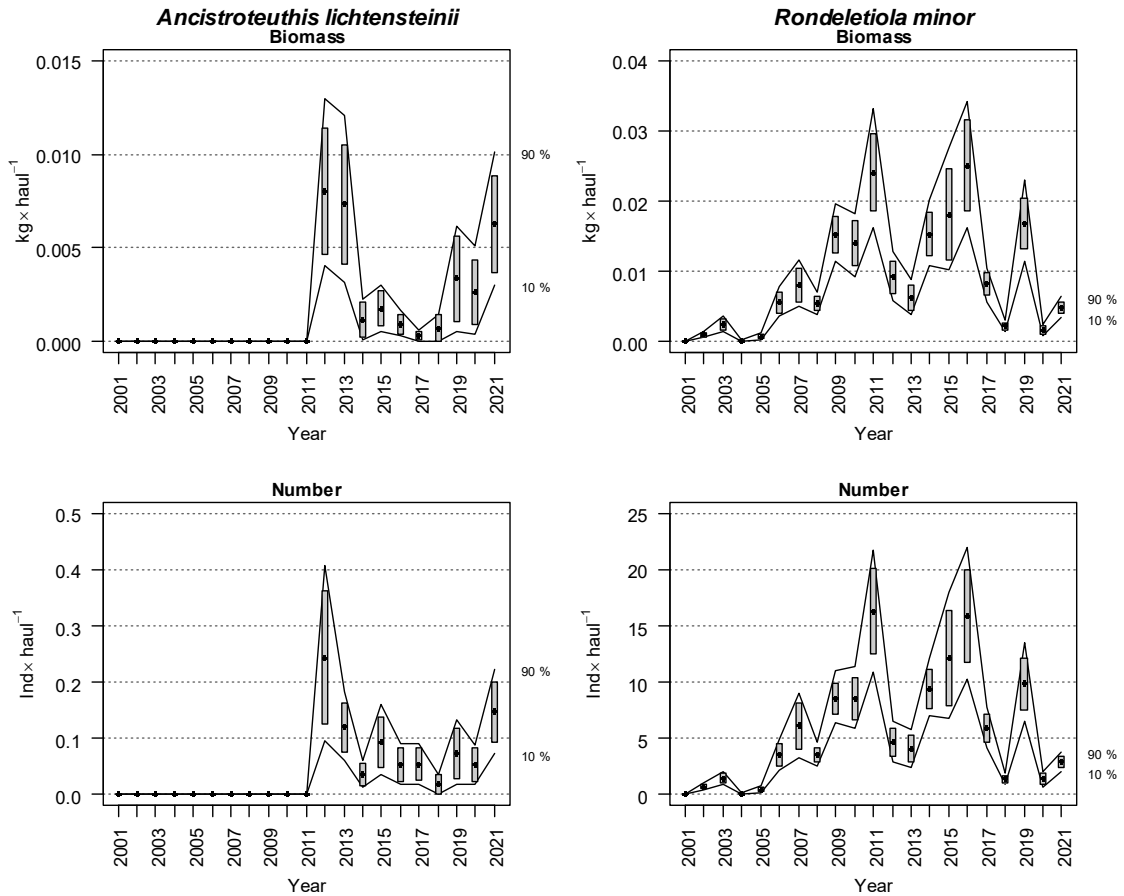 Ancistroteuthis lichtensteinii
Biomass
0.015
0.010
0.005
0.000
kg× haul⁻¹
90 %
10 %
2001 2003 2005 2007 2009 2011 2013 2015 2017 2019 2021
Year
Rondeletiola minor
Biomass
0.04
0.03
0.02
0.01
0.00
kg× haul⁻¹
90 %
10 %
2001 2003 2005 2007 2009 2011 2013 2015 2017 2019 2021
Year
Number
0.5
0.4
0.3
0.2
0.1
0.0
Ind× haul⁻¹
90 %
10 %
2001 2003 2005 2007 2009 2011 2013 2015 2017 2019 2021
Year
Number
25
20
15
10
5
0
Ind× haul⁻¹
90 %
10 %
2001 2003 2005 2007 2009 2011 2013 2015 2017 2019 2021
Year